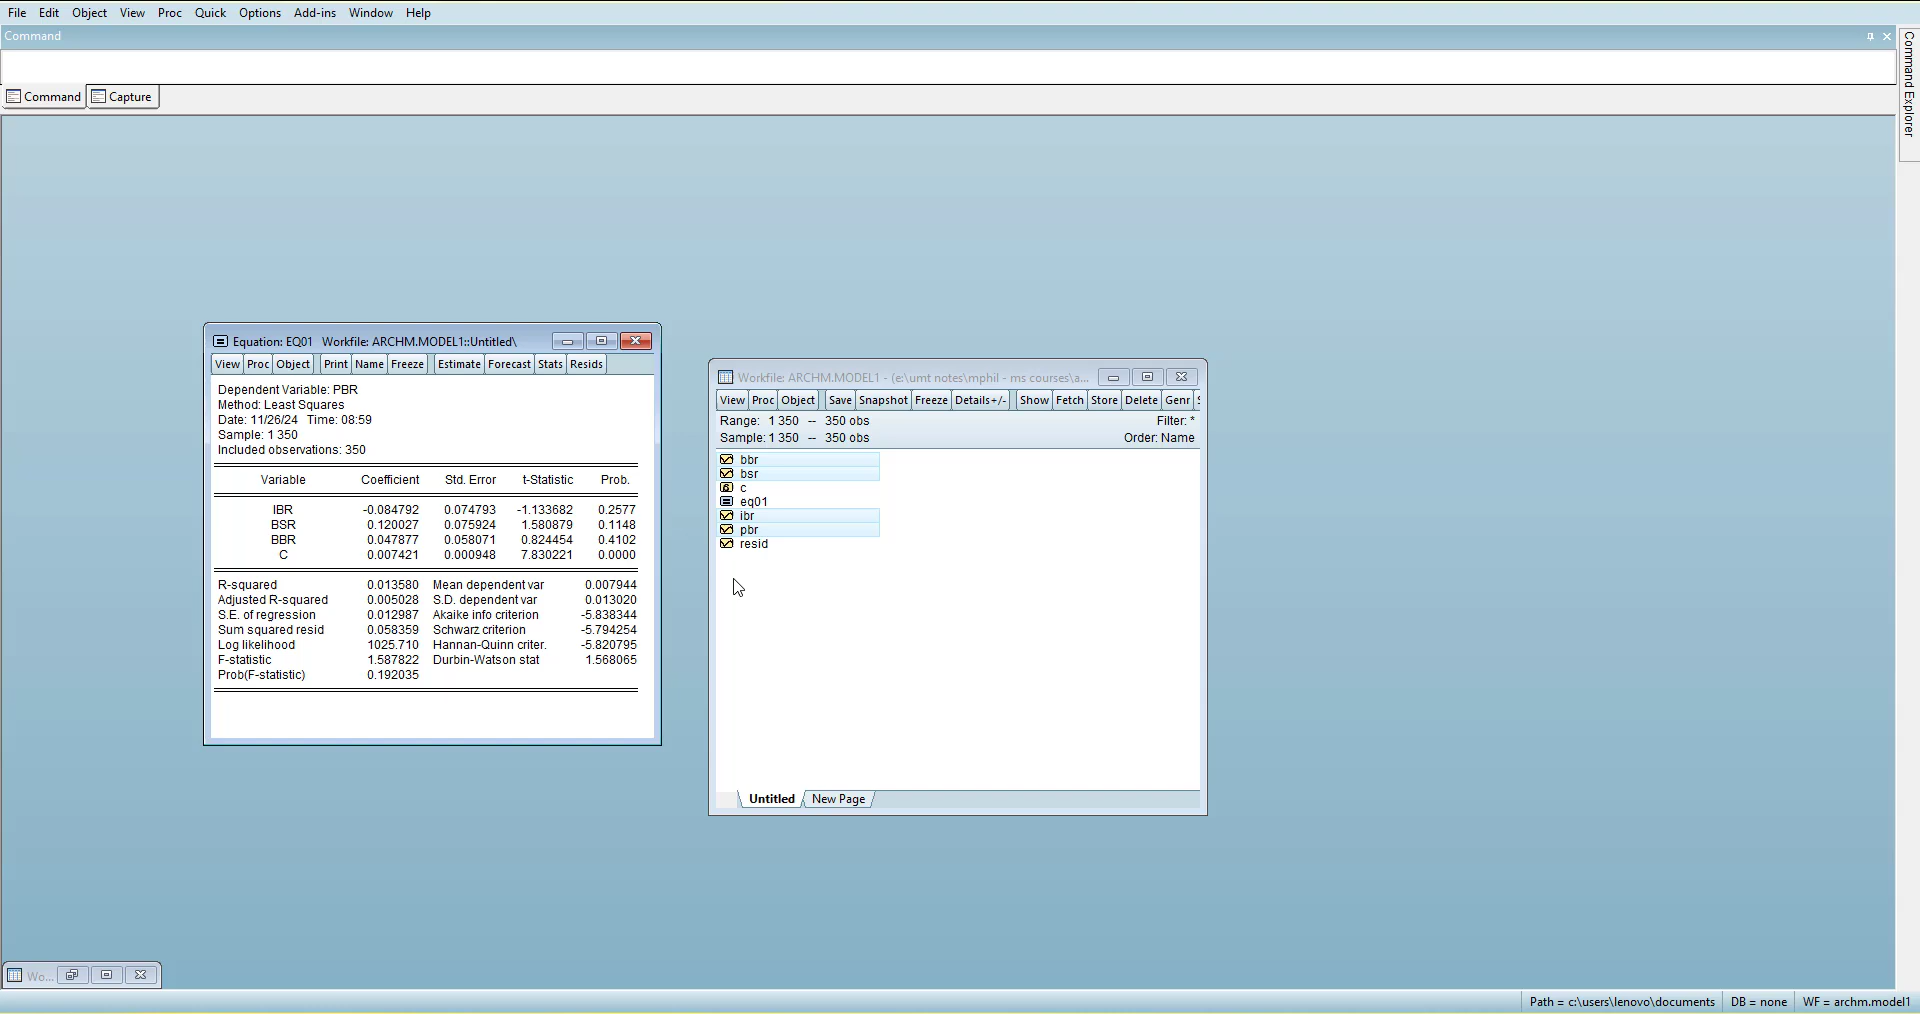 File Edit Object View Proc Quick Options Add-ins Window Help
Command
Command Capture
Command Explorer
Equation: EQ01 Workfile: ARCHM.MODEL1::Untitled\
View Proc Object Print Name Freeze Estimate Forecast Stats Resids
Dependent Variable: PBR
Method: Least Squares
Date: 11/26/24 Time: 08:59
Sample: 1 350
Included observations: 350
Variable Coefficient Std. Error t-Statistic Prob.
IBR -0.084792 0.074793 -1.133682 0.2577
BSR 0.120027 0.075924 1.580879 0.1148
BBR 0.047877 0.058071 0.824454 0.4102
C 0.007421 0.000948 7.830221 0.0000
R-squared 0.013580 Mean dependent var 0.007944
Adjusted R-squared 0.005028 S.D. dependent var 0.013020
S.E. of regression 0.012987 Akaike info criterion -5.838344
Sum squared resid 0.058359 Schwarz criterion -5.794254
Log likelihood 1025.710 Hannan-Quinn criter. -5.820795
F-statistic 1.587822 Durbin-Watson stat 1.568065
Prob(F-statistic) 0.192035
Workfile: ARCHM.MODEL1 - (e:\umt notes\mphil - ms courses\a...
View Proc Object Save Snapshot Freeze Details+/- Show Fetch Store Delete Genr
Range: 1 350 -- 350 obs Filter: *
Sample: 1 350 -- 350 obs Order: Name
bbr
bsr
c
eq01
ibr
pbr
resid
Untitled New Page
Wo...
Path = c:\users\lenovo\documents DB = none WF = archm.model1